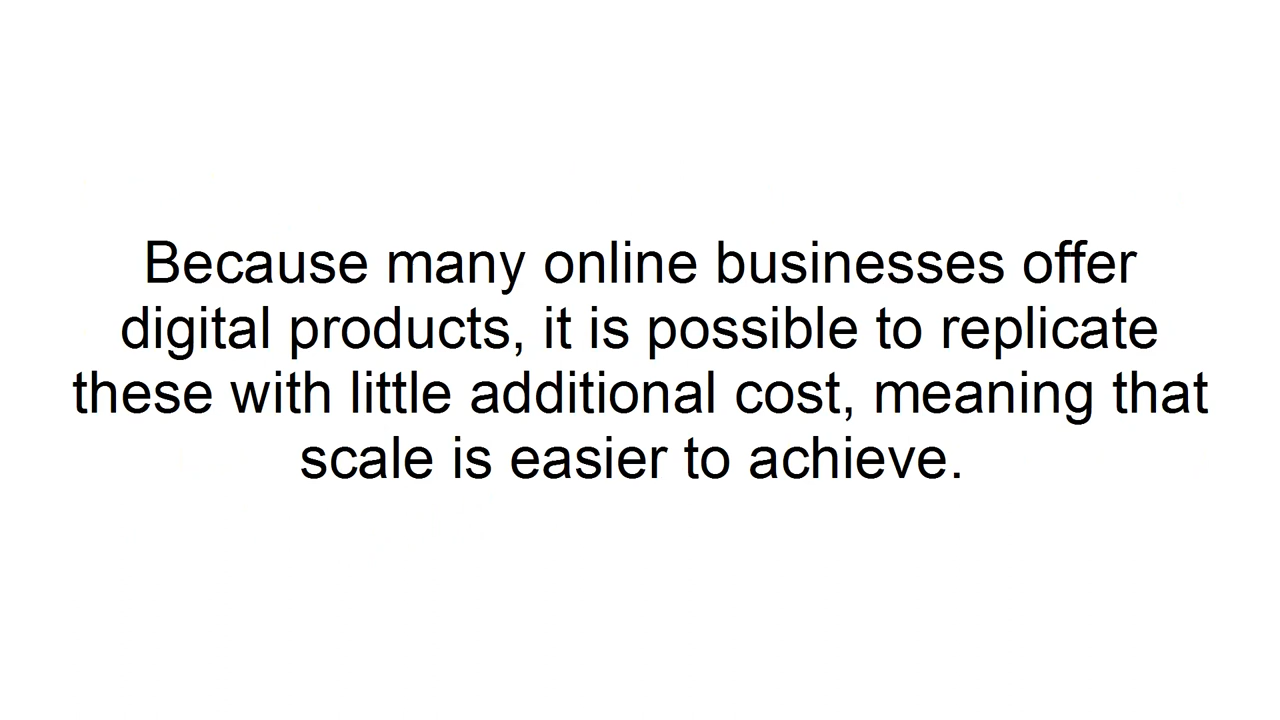 Because many online businesses offer
digital products, it is possible to replicate
these with little additional cost, meaning that
scale is easier to achieve.